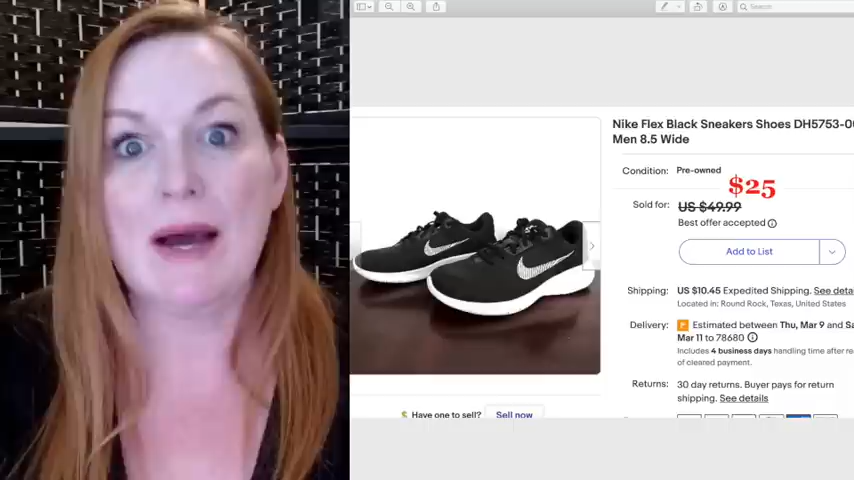 Search
Nike Flex Black Sneakers Shoes DH5753-0
Men 8.5 Wide
Condition: Pre-owned
$25
Sold for: US $49.99
Best offer accepted
Add to List
Shipping: US $10.45 Expedited Shipping. See deta
Located in: Round Rock, Texas, United States
Delivery: Estimated between Thu, Mar 9 and Sa
Mar 11 to 78680
Includes 4 business days handling time after re
of cleared payment.
Returns: 30 day returns. Buyer pays for return
shipping. See details
Have one to sell? Sell now